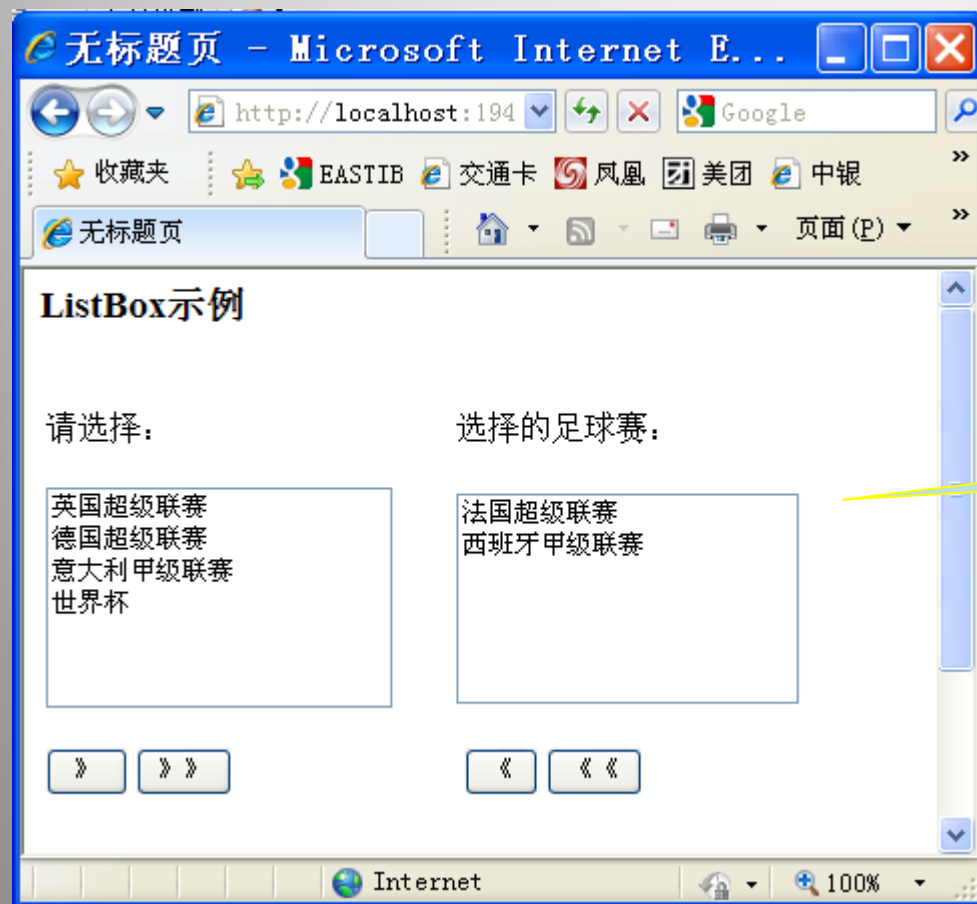 无标题页 - Microsoft Internet E...
http://localhost:194 Google
收藏夹 EASTIB 交通卡 凤凰 美团 中银 »
无标题页 页面(P) »
ListBox示例
请选择： 选择的足球赛：
英国超级联赛
德国超级联赛
意大利甲级联赛
世界杯
法国超级联赛
西班牙甲级联赛
》 》》 《 《《
Internet 100%